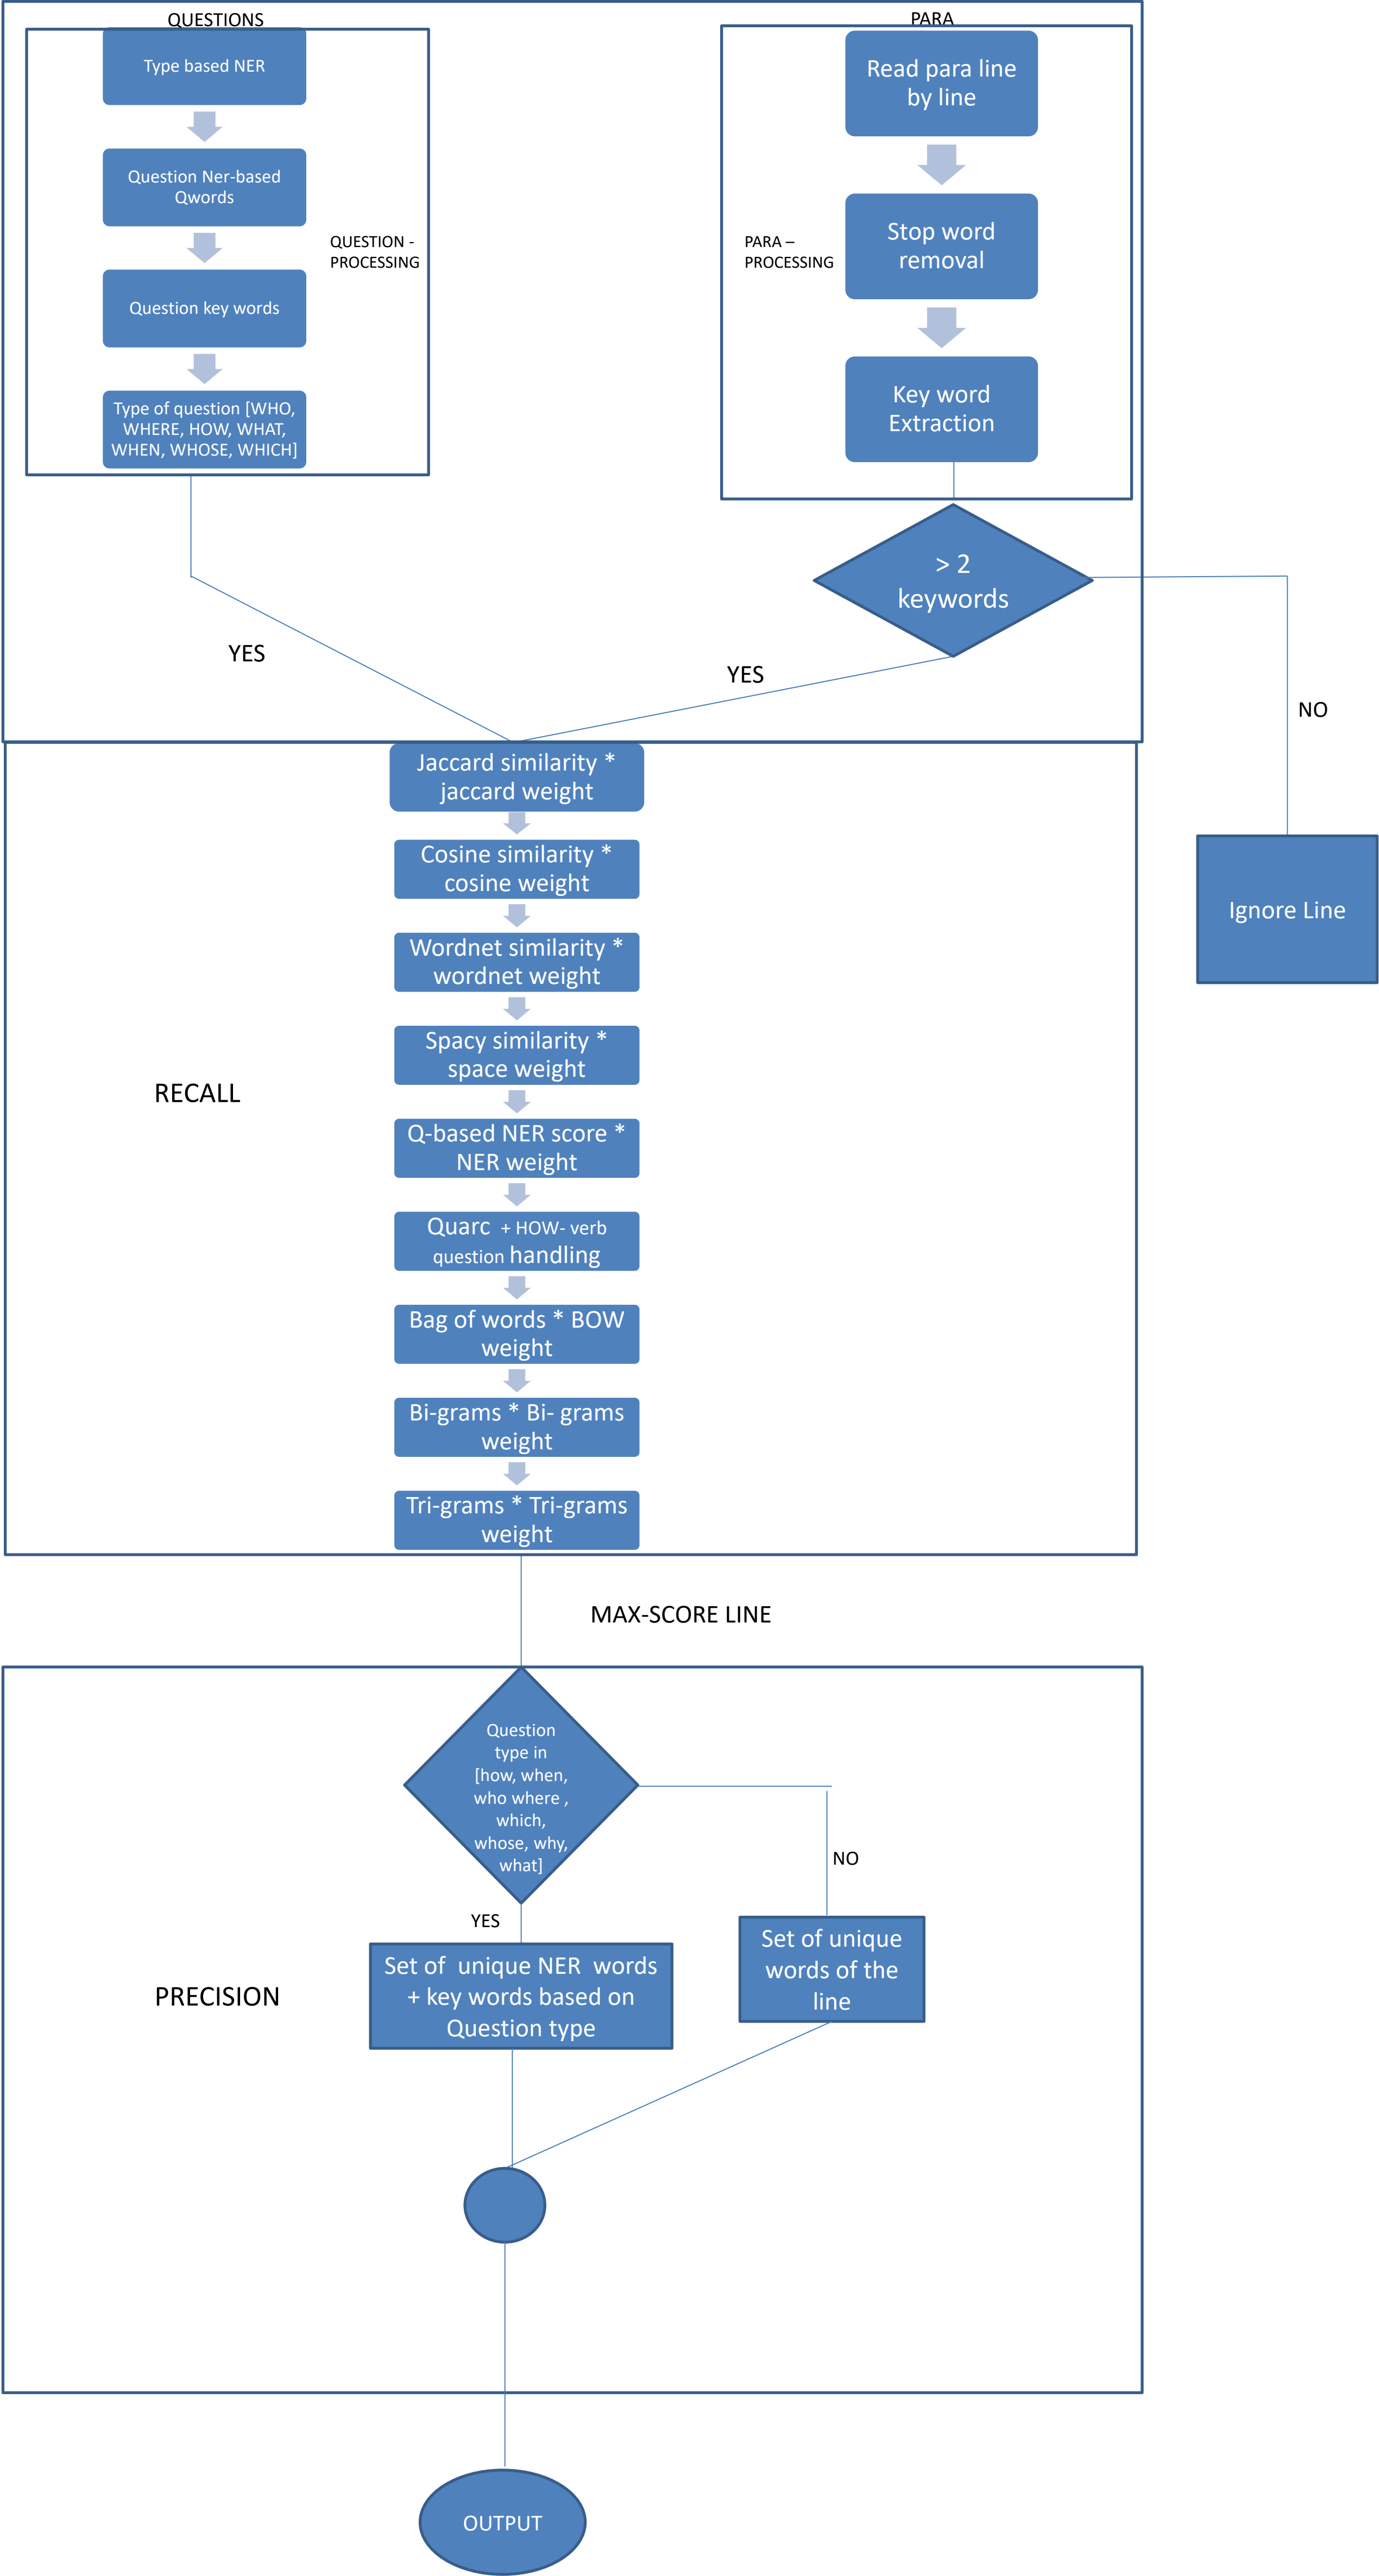 QUESTIONS
Type based NER
Question Ner-based
Qwords
Question key words
Type of question [WHO,
WHERE, HOW, WHAT,
WHEN, WHOSE, WHICH]
QUESTION -
PROCESSING
PARA
Read para line
by line
Stop word
removal
Key word
Extraction
PARA –
PROCESSING
> 2
keywords
YES
YES
NO
Ignore Line
RECALL
Jaccard similarity *
jaccard weight
Cosine similarity *
cosine weight
Wordnet similarity *
wordnet weight
Spacy similarity *
space weight
Q-based NER score *
NER weight
Quarc + HOW- verb
question handling
Bag of words * BOW
weight
Bi-grams * Bi- grams
weight
Tri-grams * Tri-grams
weight
MAX-SCORE LINE
Question
type in
[how, when,
who where ,
which,
whose, why,
what]
NO
YES
PRECISION
Set of unique NER words
+ key words based on
Question type
Set of unique
words of the
line
OUTPUT